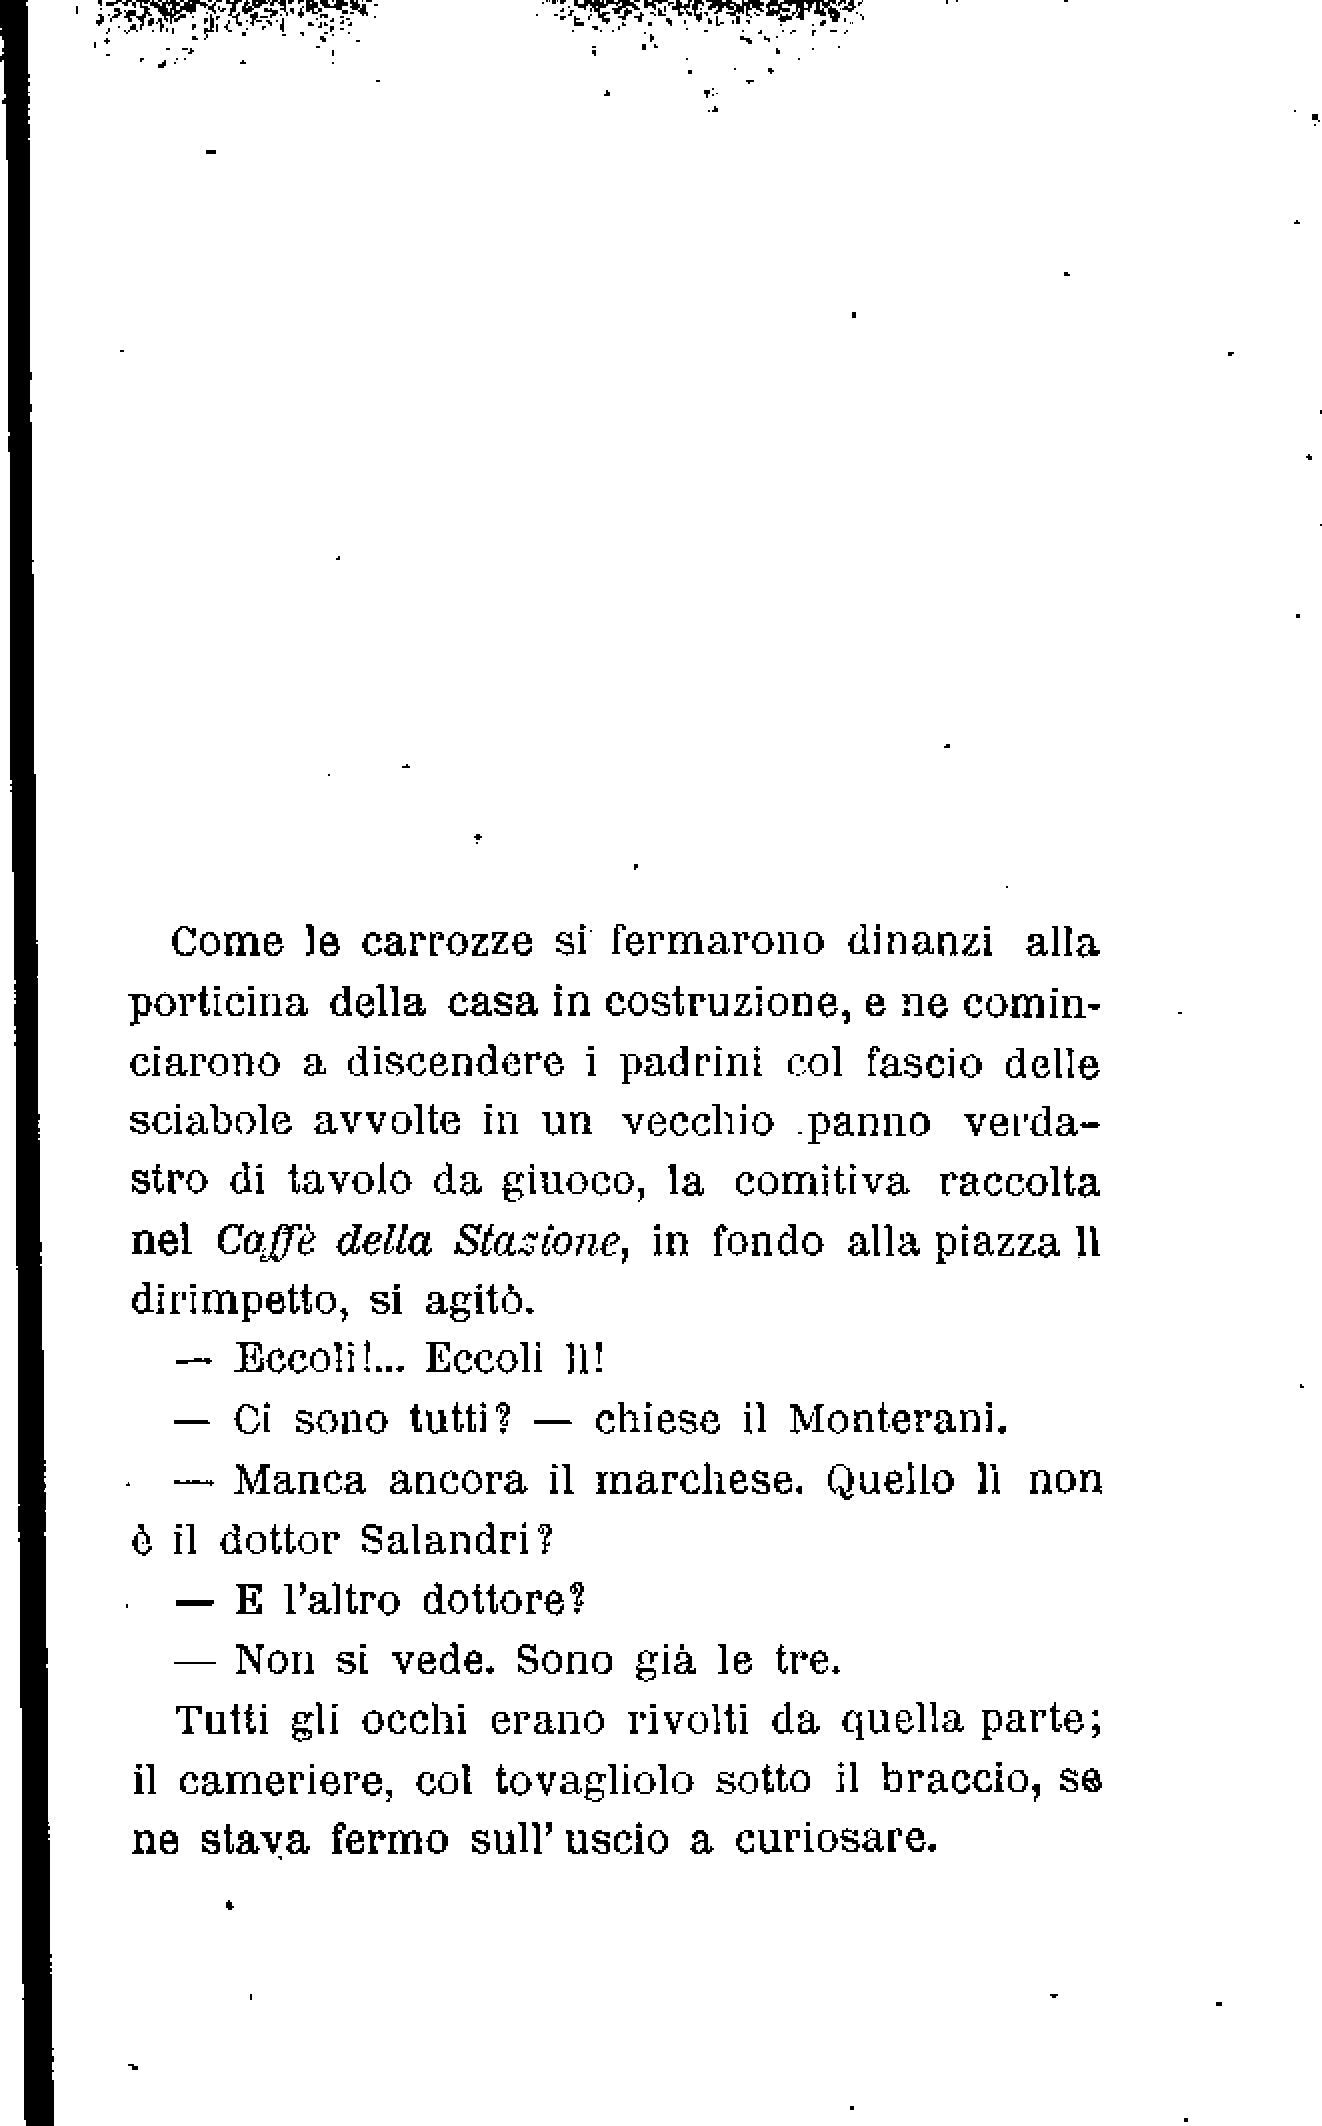 Come le carrozze si fermarono dinanzi alla
porticina della casa in costruzione, e ne comin-
ciarono a discendere i padrini col fascio delle
sciabole avvolte in un vecchio panno verda-
stro di tavolo da giuoco, la comitiva raccolta
nel Caffè della Stazione, in fondo alla piazza lì
dirimpetto, si agitò.
— Eccoli!... Eccoli lì!
— Ci sono tutti? — chiese il Monterani.
— Manca ancora il marchese. Quello lì non
è il dottor Salandri?
— E l'altro dottore?
— Non si vede. Sono già le tre.
Tutti gli occhi erano rivolti da quella parte;
il cameriere, col tovagliolo sotto il braccio, se
ne stava fermo sull' uscio a curiosare.